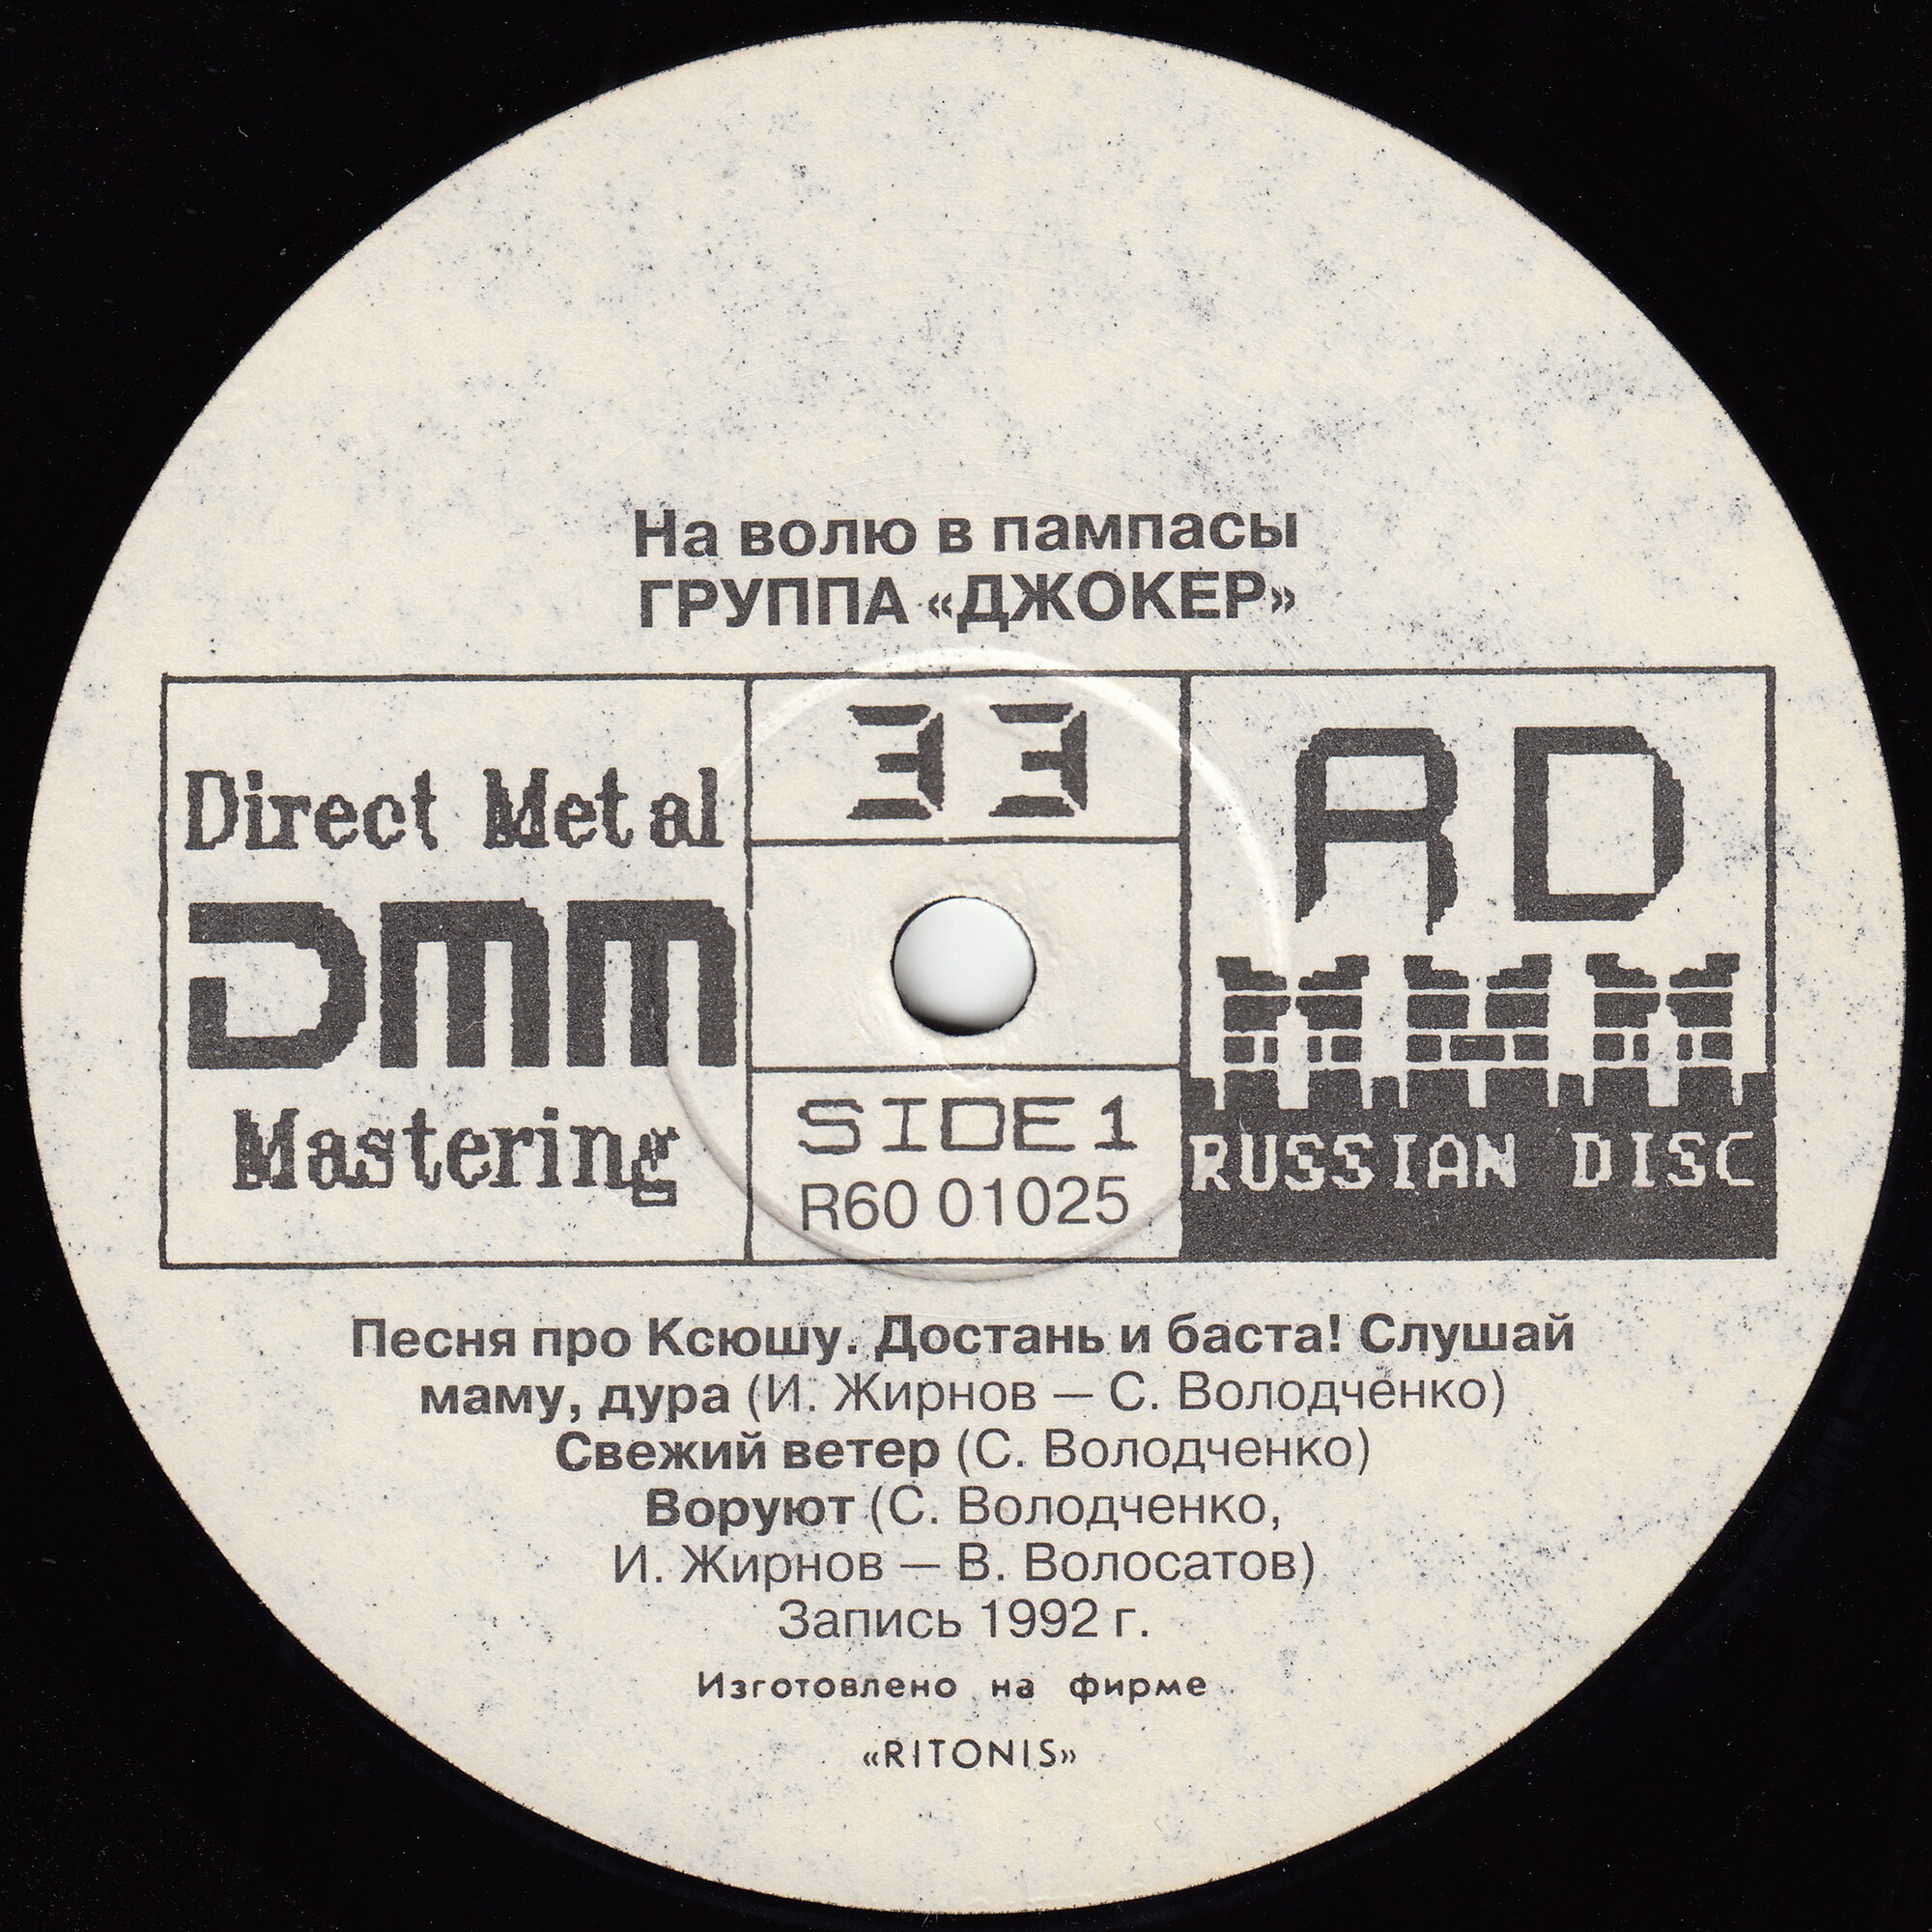 На волю в пампасы
ГРУППА «ДЖОКЕР»
Direct Metal
DMM
Mastering
33
SIDE 1
R60 01025
RD
RUSSIAN DISC
Песня про Ксюшу. Достань и баста! Слушай
маму, дура (И. Жирнов — С. Володченко)
Свежий ветер (С. Володченко)
Воруют (С. Володченко,
И. Жирнов — В. Волосатов)
Запись 1992 г.
Изготовлено на фирме
«RITONIS»